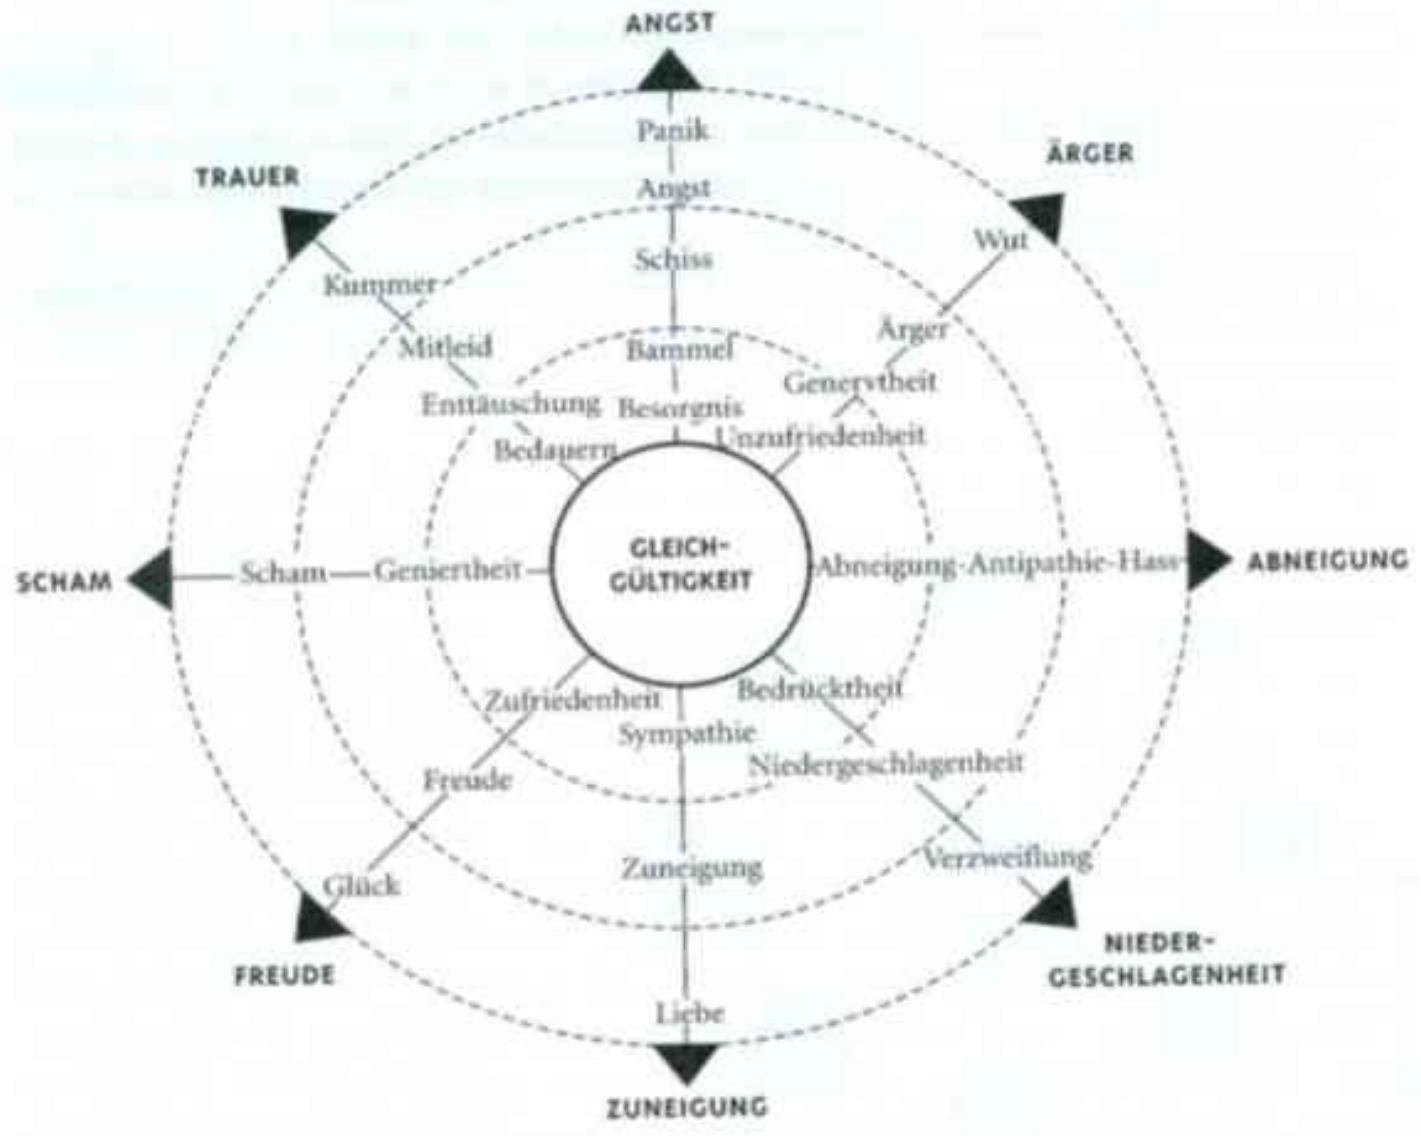 ANGST
Panik
Angst
Schiss
Bammel
Besorgnis
ÄRGER
Wut
Ärger
Genervtheit
Unzufriedenheit
ABNEIGUNG
Abneigung-Antipathie-Hass
NIEDER-
GESCHLAGENHEIT
Bedrücktheit
Niedergeschlagenheit
Verzweiflung
ZUNEIGUNG
Sympathie
Zuneigung
Liebe
FREUDE
Zufriedenheit
Freude
Glück
SCHAM
Scham
Geniertheit
TRAUER
Kummer
Mitleid
Enttäuschung
Bedauern
GLEICH-
GÜLTIGKEIT